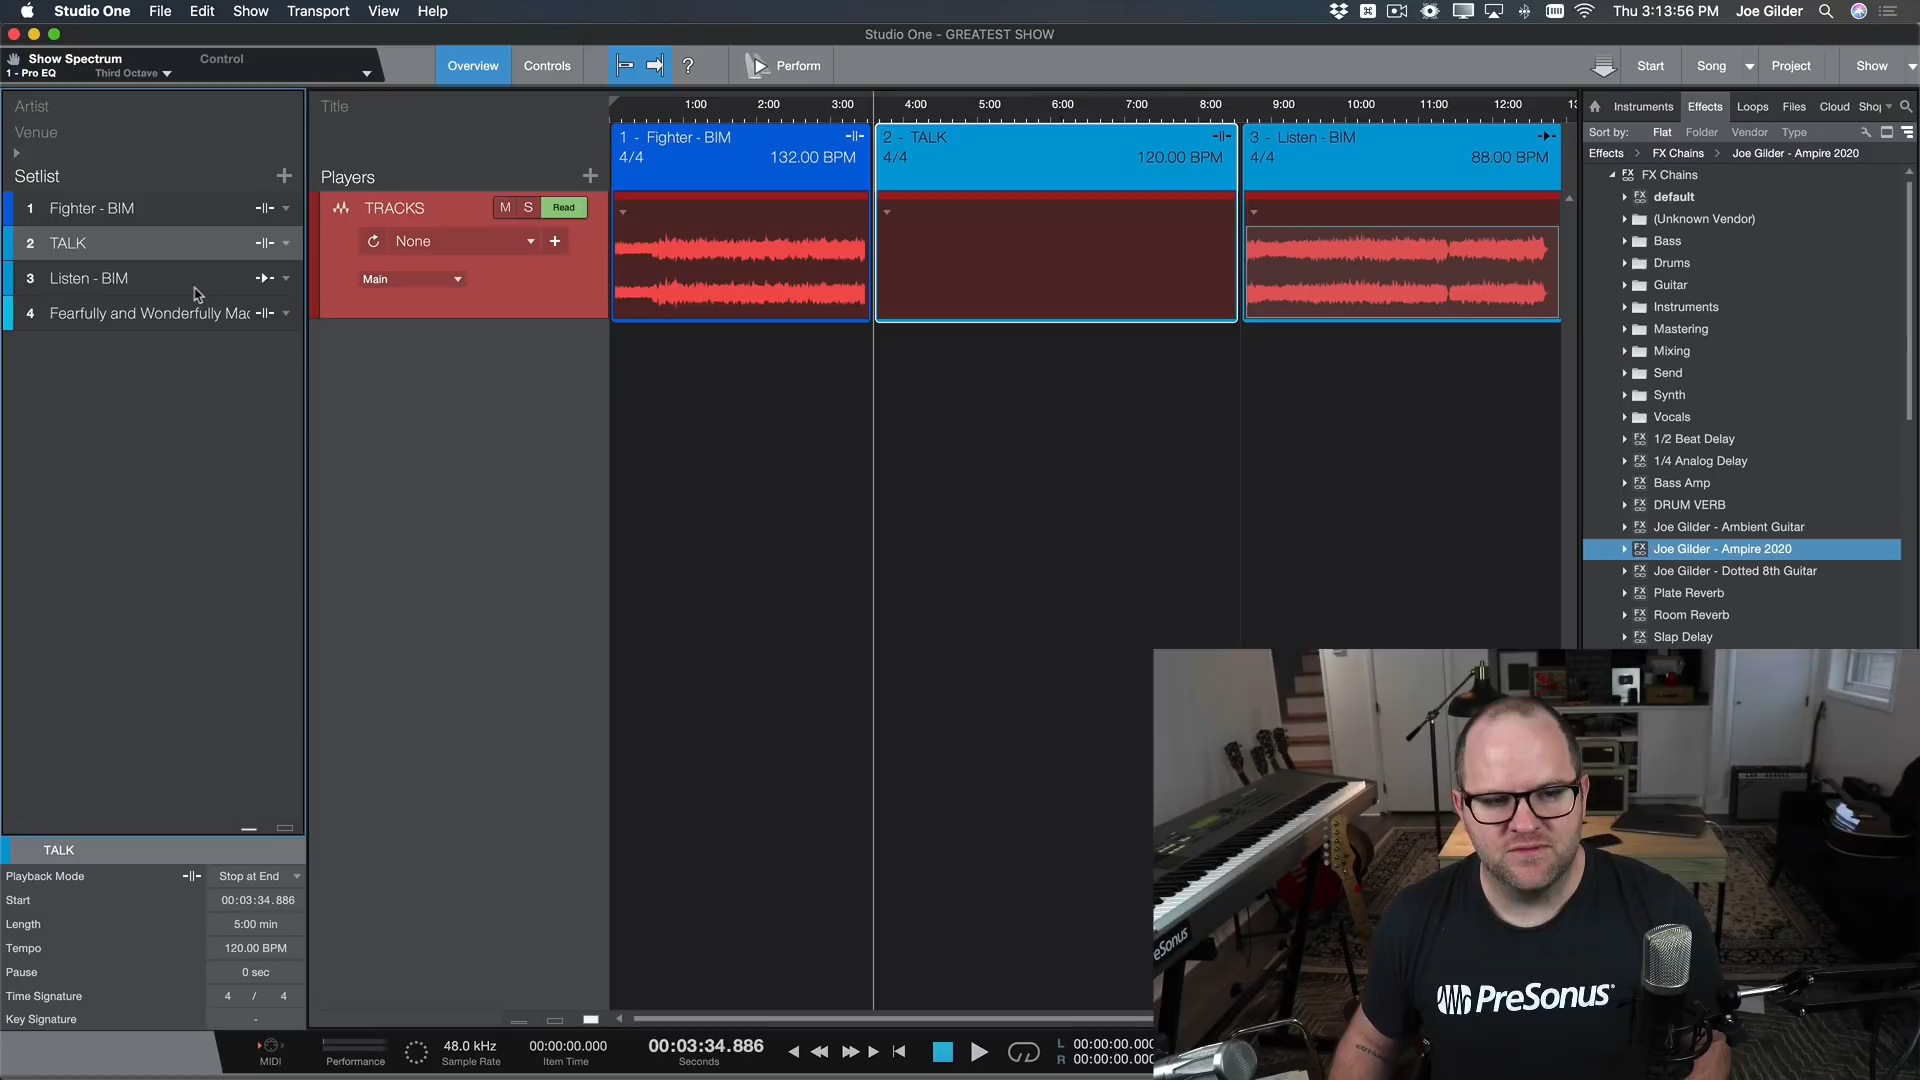 Studio One File Edit Song Show Transport View Help
Thu 3:13:56 PM Joe Gilder
Studio One - GREATEST SHOW
Show Spectrum Control
1 - Pro EQ Third Octave
Overview Controls ? Perform Start Song Project Show
Artist
Venue
Setlist
1 Fighter - BIM
2 TALK
3 Listen - BIM
4 Fearfully and Wonderfully Mac
Title
Players
TRACKS M S Read
None
Main
1:00 2:00 3:00 4:00 5:00 6:00 7:00 8:00 9:00 10:00 11:00 12:00 13
1 - Fighter - BIM
4/4 132.00 BPM
2 - TALK
4/4 120.00 BPM
3 - Listen - BIM
4/4 88.00 BPM
Instruments Effects Loops Files Cloud Shop
Sort by: Flat Folder Vendor Type
Effects > FX Chains > Joe Gilder - Ampire 2020
FX Chains
default
(Unknown Vendor)
Bass
Drums
Guitar
Instruments
Mastering
Mixing
Send
Synth
Vocals
1/2 Beat Delay
1/4 Analog Delay
Bass Amp
DRUM VERB
Joe Gilder - Ambient Guitar
Joe Gilder - Ampire 2020
Joe Gilder - Dotted 8th Guitar
Plate Reverb
Room Reverb
Slap Delay
TALK
Playback Mode Stop at End
Start 00:03:34.886
Length 5:00 min
Tempo 120.00 BPM
Pause 0 sec
Time Signature 4 / 4
Key Signature -
MIDI
Performance
48.0 kHz
Sample Rate
00:00:00.000
Item Time
00:03:34.886
Seconds
L 00:00:00.000
R 00:00:00.000
PreSonus